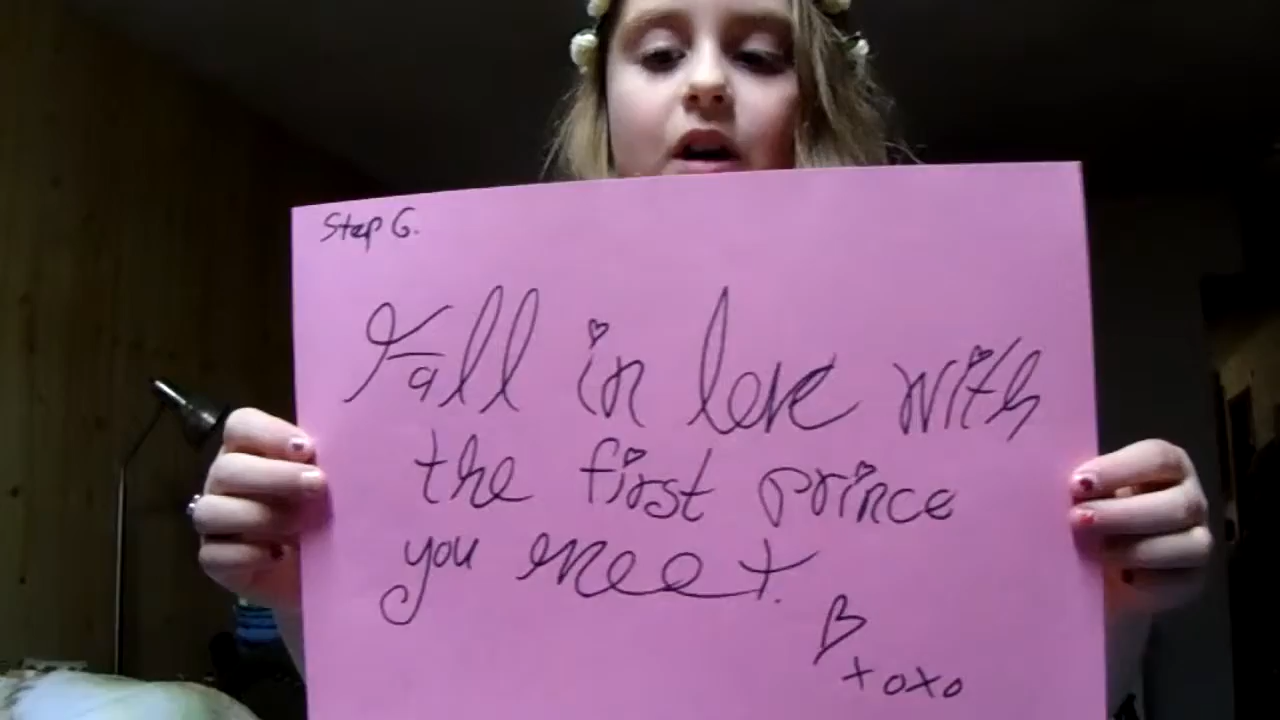 Step 6.
Fall in love with
the first prince
you meet.
B
xoxo